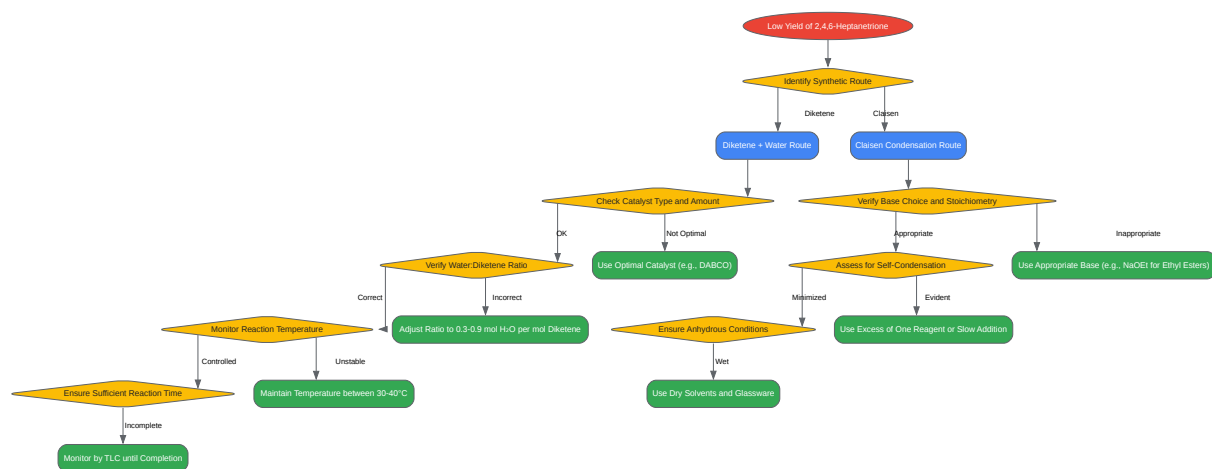 Low Yield of 2,4,6-Heptanetrione
Identify Synthetic Route
Diketene
Claisen
Diketene + Water Route
Claisen Condensation Route
Check Catalyst Type and Amount
Verify Base Choice and Stoichiometry
OK
Not Optimal
Appropriate
Inappropriate
Verify Water:Diketene Ratio
Use Optimal Catalyst (e.g., DABCO)
Assess for Self-Condensation
Use Appropriate Base (e.g., NaOEt for Ethyl Esters)
Correct
Incorrect
Minimized
Evident
Monitor Reaction Temperature
Adjust Ratio to 0.3-0.9 mol H₂O per mol Diketene
Ensure Anhydrous Conditions
Use Excess of One Reagent or Slow Addition
Controlled
Unstable
Wet
Ensure Sufficient Reaction Time
Maintain Temperature between 30-40°C
Use Dry Solvents and Glassware
Incomplete
Monitor by TLC until Completion